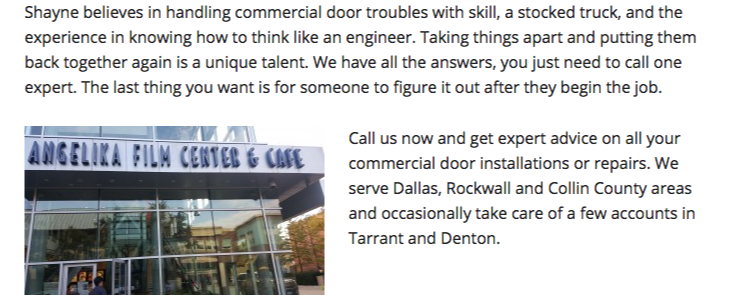 Shayne believes in handling commercial door troubles with skill, a stocked truck, and the
experience in knowing how to think like an engineer. Taking things apart and putting them
back together again is a unique talent. We have all the answers, you just need to call one
expert. The last thing you want is for someone to figure it out after they begin the job.
ANGELIKA FILM CENTER & CAFE
Call us now and get expert advice on all your
commercial door installations or repairs. We
serve Dallas, Rockwall and Collin County areas
and occasionally take care of a few accounts in
Tarrant and Denton.